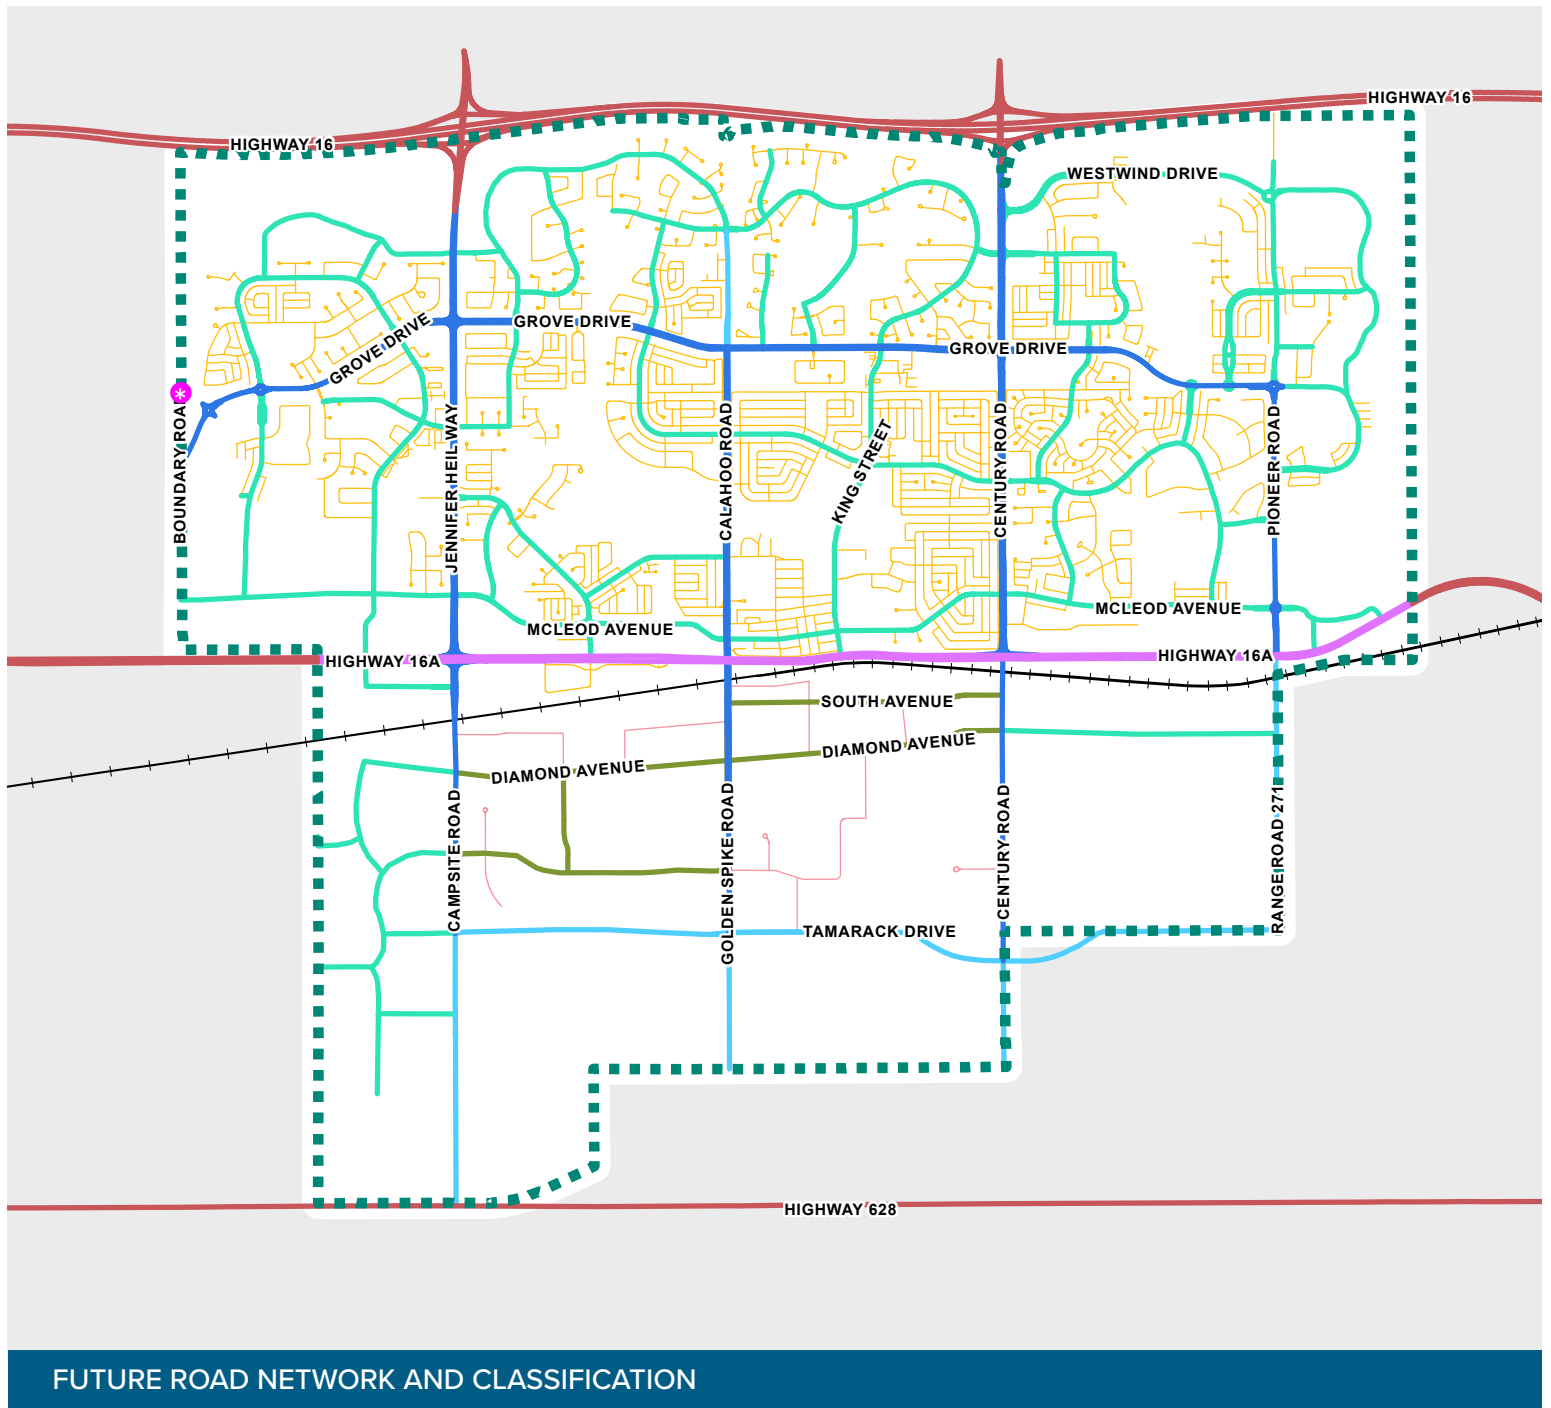 HIGHWAY 16
HIGHWAY 16
WESTWIND DRIVE
GROVE DRIVE
GROVE DRIVE
GROVE DRIVE
BOUNDARY ROAD
JENNIFER HEIL WAY
CALAHOO ROAD
KING STREET
CENTURY ROAD
PIONEER ROAD
MCLEOD AVENUE
MCLEOD AVENUE
HIGHWAY 16A
HIGHWAY 16A
SOUTH AVENUE
DIAMOND AVENUE
DIAMOND AVENUE
CAMPSITE ROAD
GOLDEN SPIKE ROAD
CENTURY ROAD
RANGE ROAD 271
TAMARACK DRIVE
HIGHWAY 628
FUTURE ROAD NETWORK AND CLASSIFICATION